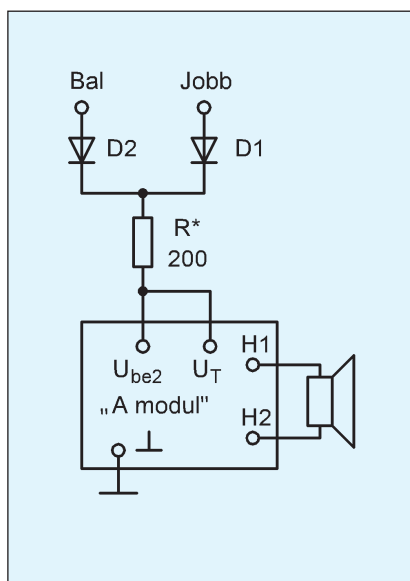 Bal Jobb
D2 D1
R*
200
H1
Ube2 UT
„A modul"
H2